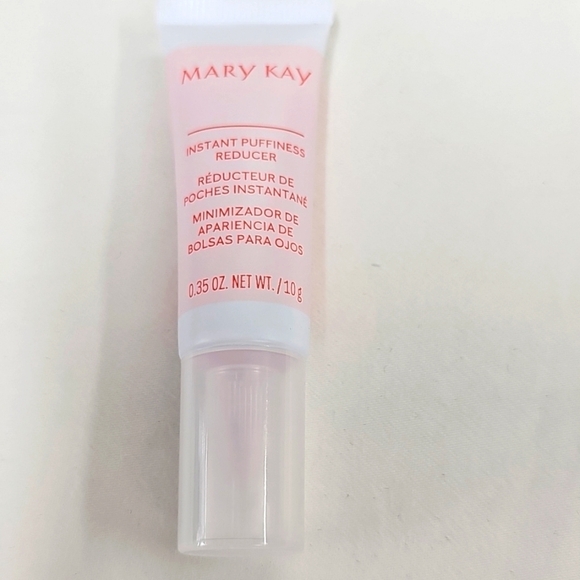 MARY KAY
INSTANT PUFFINESS
REDUCER
RÉDUCTEUR DE
POCHES INSTANTANÉ
MINIMIZADOR DE
APARIENCIA DE
BOLSAS PARA OJOS
0.35 OZ. NET WT. / 10 g